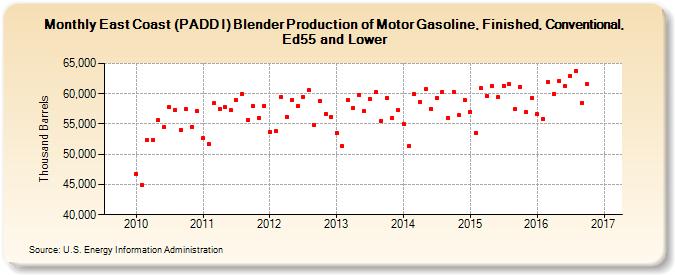 Monthly East Coast (PADD I) Blender Production of Motor Gasoline, Finished, Conventional,
Ed55 and Lower
Thousand Barrels
65,000
60,000
55,000
50,000
45,000
40,000
2010 2011 2012 2013 2014 2015 2016 2017
Source: U.S. Energy Information Administration